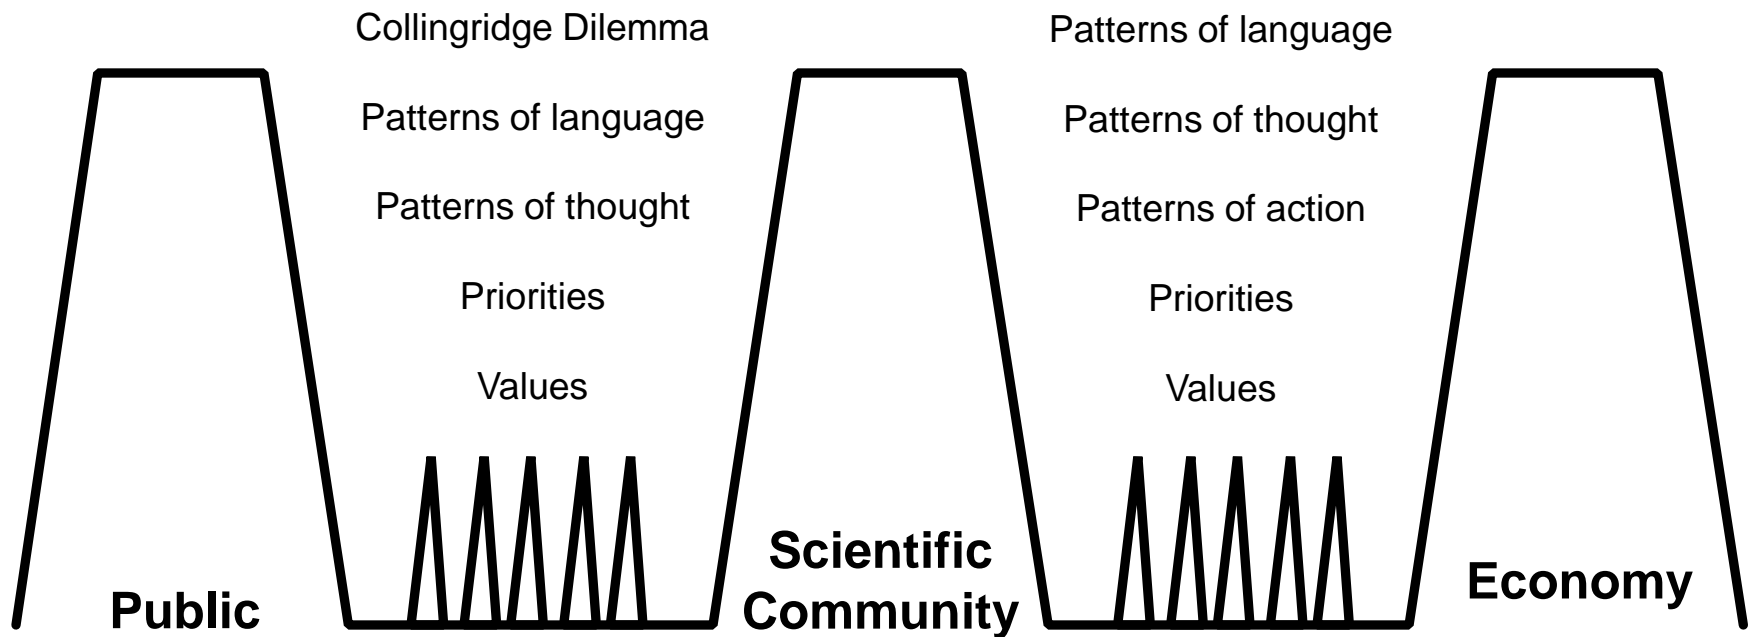 Collingridge Dilemma
Patterns of language
Patterns of thought
Priorities
Values
Patterns of language
Patterns of thought
Patterns of action
Priorities
Values
Public
Scientific
Community
Economy